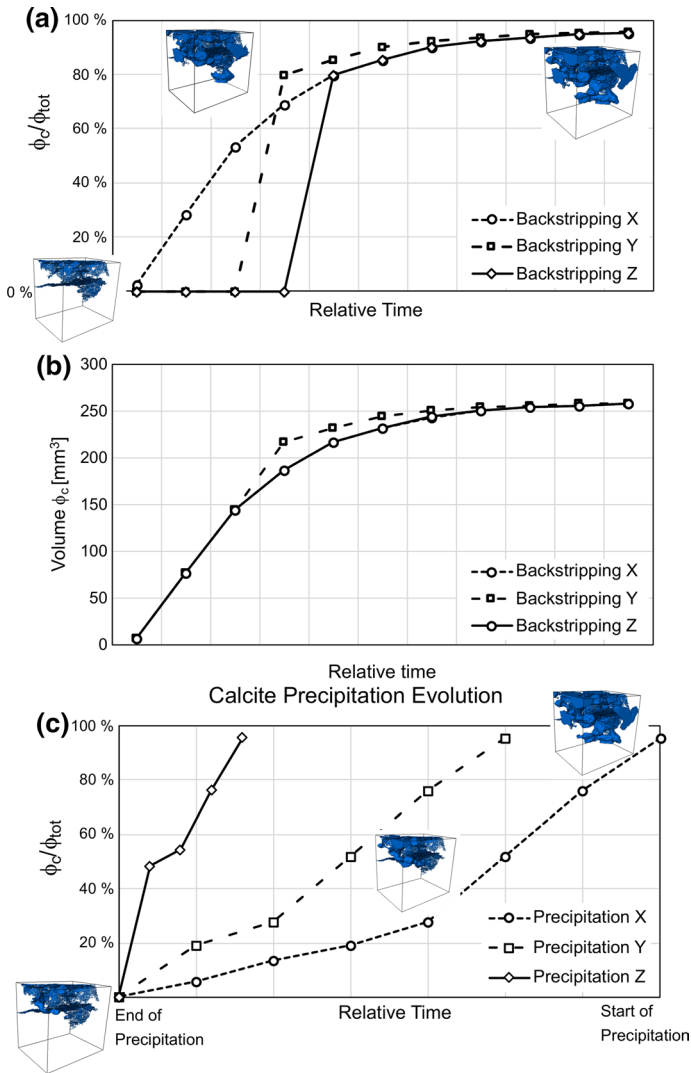 (a)
100 %
80 %
60 %
40 %
20 %
0 %
ϕc/ϕtot
Backstripping X
Backstripping Y
Backstripping Z
Relative Time
(b)
300
250
200
150
100
50
0
Volume ϕc [mm³]
Backstripping X
Backstripping Y
Backstripping Z
Relative time
Calcite Precipitation Evolution
(c)
100 %
80 %
60 %
40 %
20 %
ϕc/ϕtot
Precipitation X
Precipitation Y
Precipitation Z
End of
Precipitation
Relative Time
Start of
Precipitation